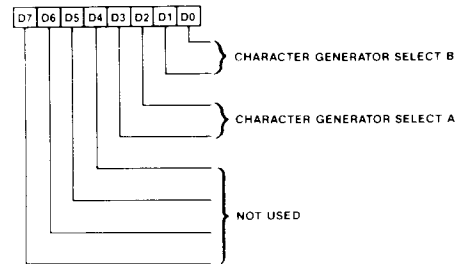 D7 D6 D5 D4 D3 D2 D1 D0
CHARACTER GENERATOR SELECT B
CHARACTER GENERATOR SELECT A
NOT USED